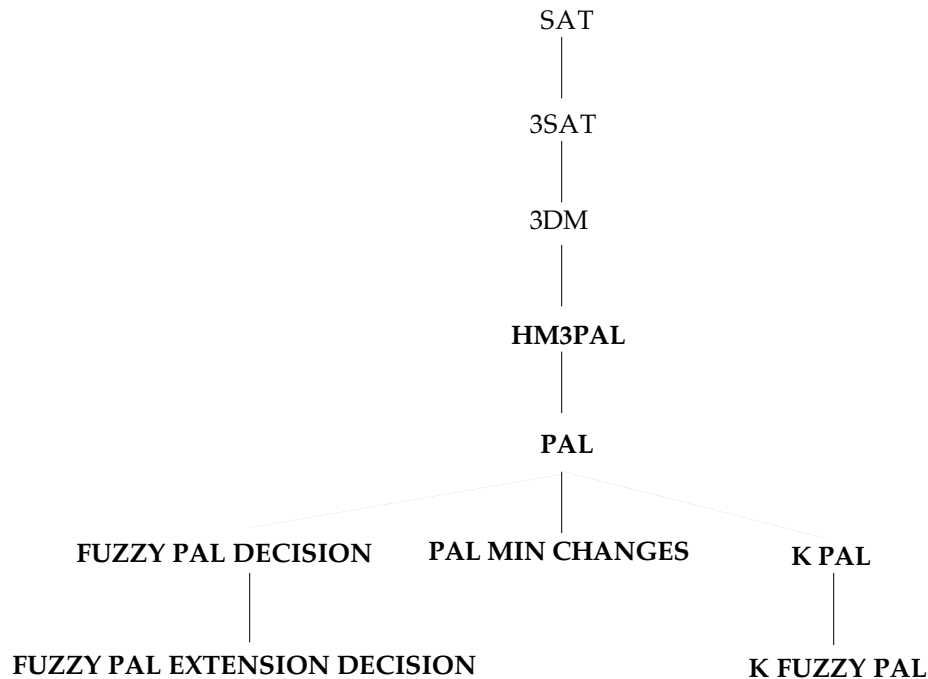 SAT
3SAT
3DM
HM3PAL
PAL
FUZZY PAL DECISION
PAL MIN CHANGES
K PAL
FUZZY PAL EXTENSION DECISION
K FUZZY PAL